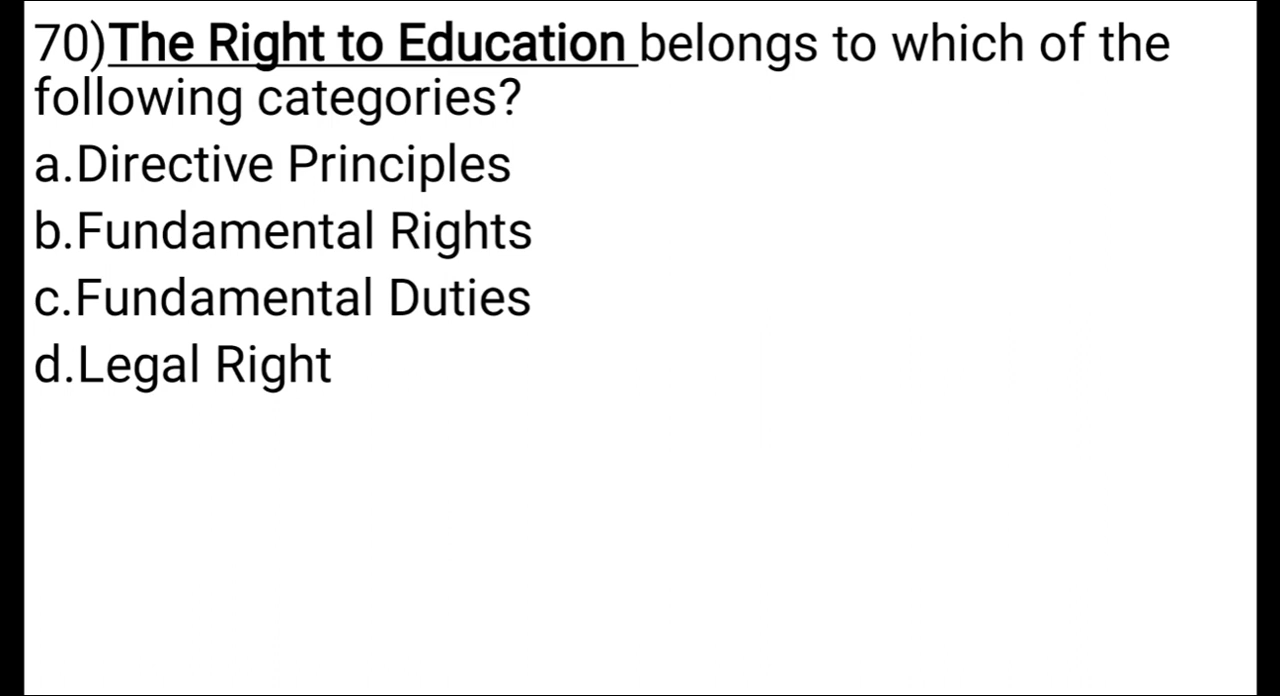 70)The Right to Education belongs to which of the
following categories?
a.Directive Principles
b.Fundamental Rights
c.Fundamental Duties
d.Legal Right